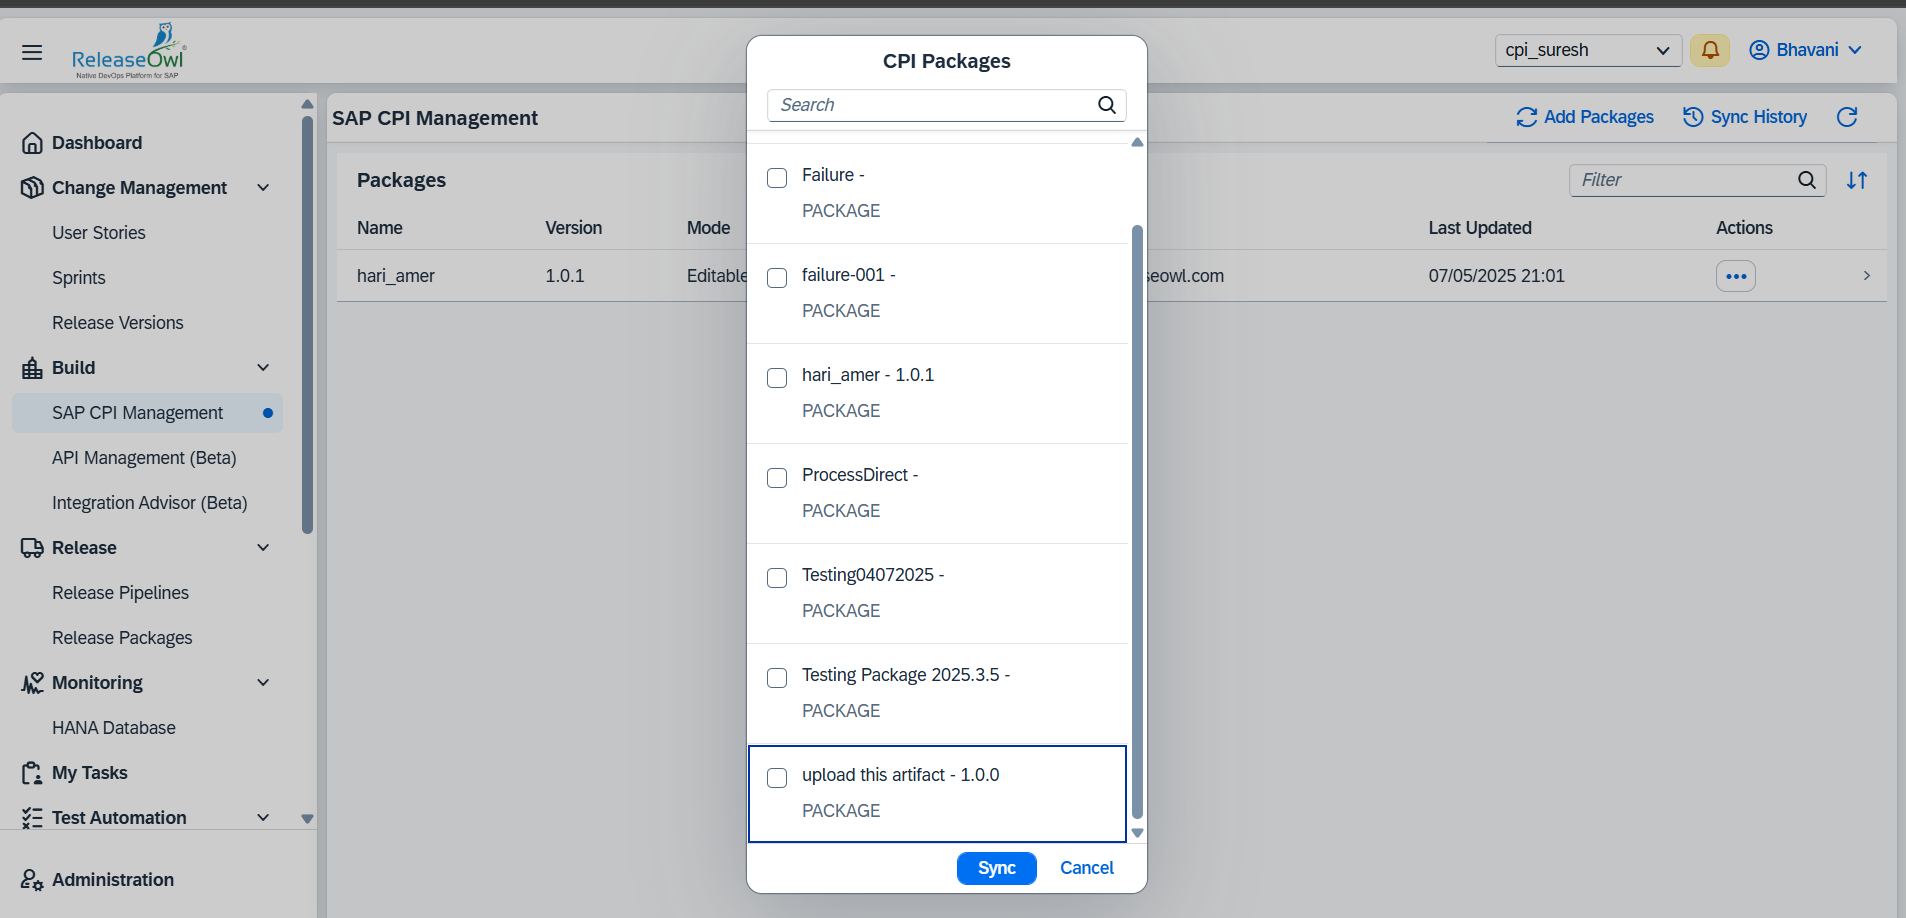 ReleaseOwl
Native DevOps Platform for SAP
cpi_suresh
Bhavani
Dashboard
Change Management
User Stories
Sprints
Release Versions
Build
SAP CPI Management
API Management (Beta)
Integration Advisor (Beta)
Release
Release Pipelines
Release Packages
Monitoring
HANA Database
My Tasks
Test Automation
Administration
SAP CPI Management
Add Packages
Sync History
Packages
Filter
Name Version Mode Last Updated Actions
hari_amer 1.0.1 Editable seowl.com 07/05/2025 21:01
CPI Packages
Search
Failure -
PACKAGE
failure-001 -
PACKAGE
hari_amer - 1.0.1
PACKAGE
ProcessDirect -
PACKAGE
Testing04072025 -
PACKAGE
Testing Package 2025.3.5 -
PACKAGE
upload this artifact - 1.0.0
PACKAGE
Sync Cancel